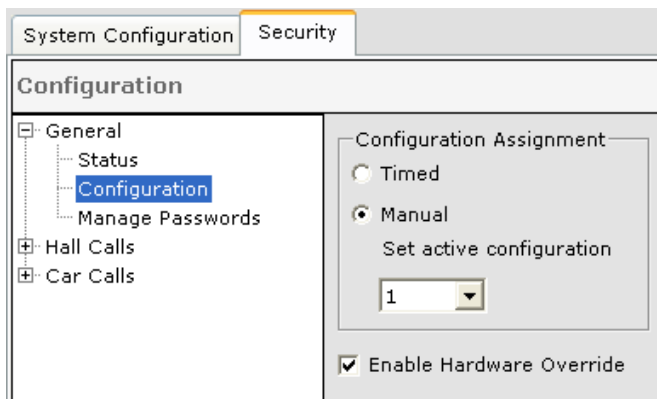 System Configuration Security
Configuration
General
Status
Configuration
Manage Passwords
Hall Calls
Car Calls
Configuration Assignment
Timed
Manual
Set active configuration
1
Enable Hardware Override